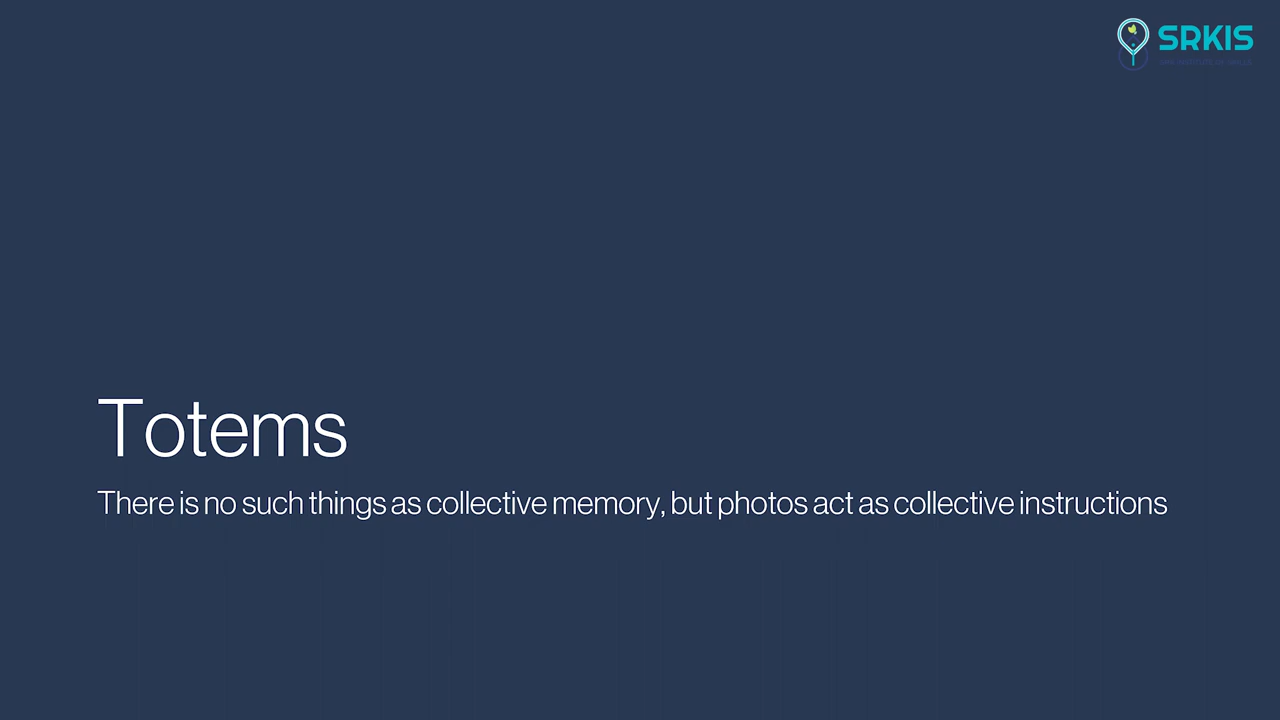 SRKIS
Totems
There is no such things as collective memory, but photos act as collective instructions